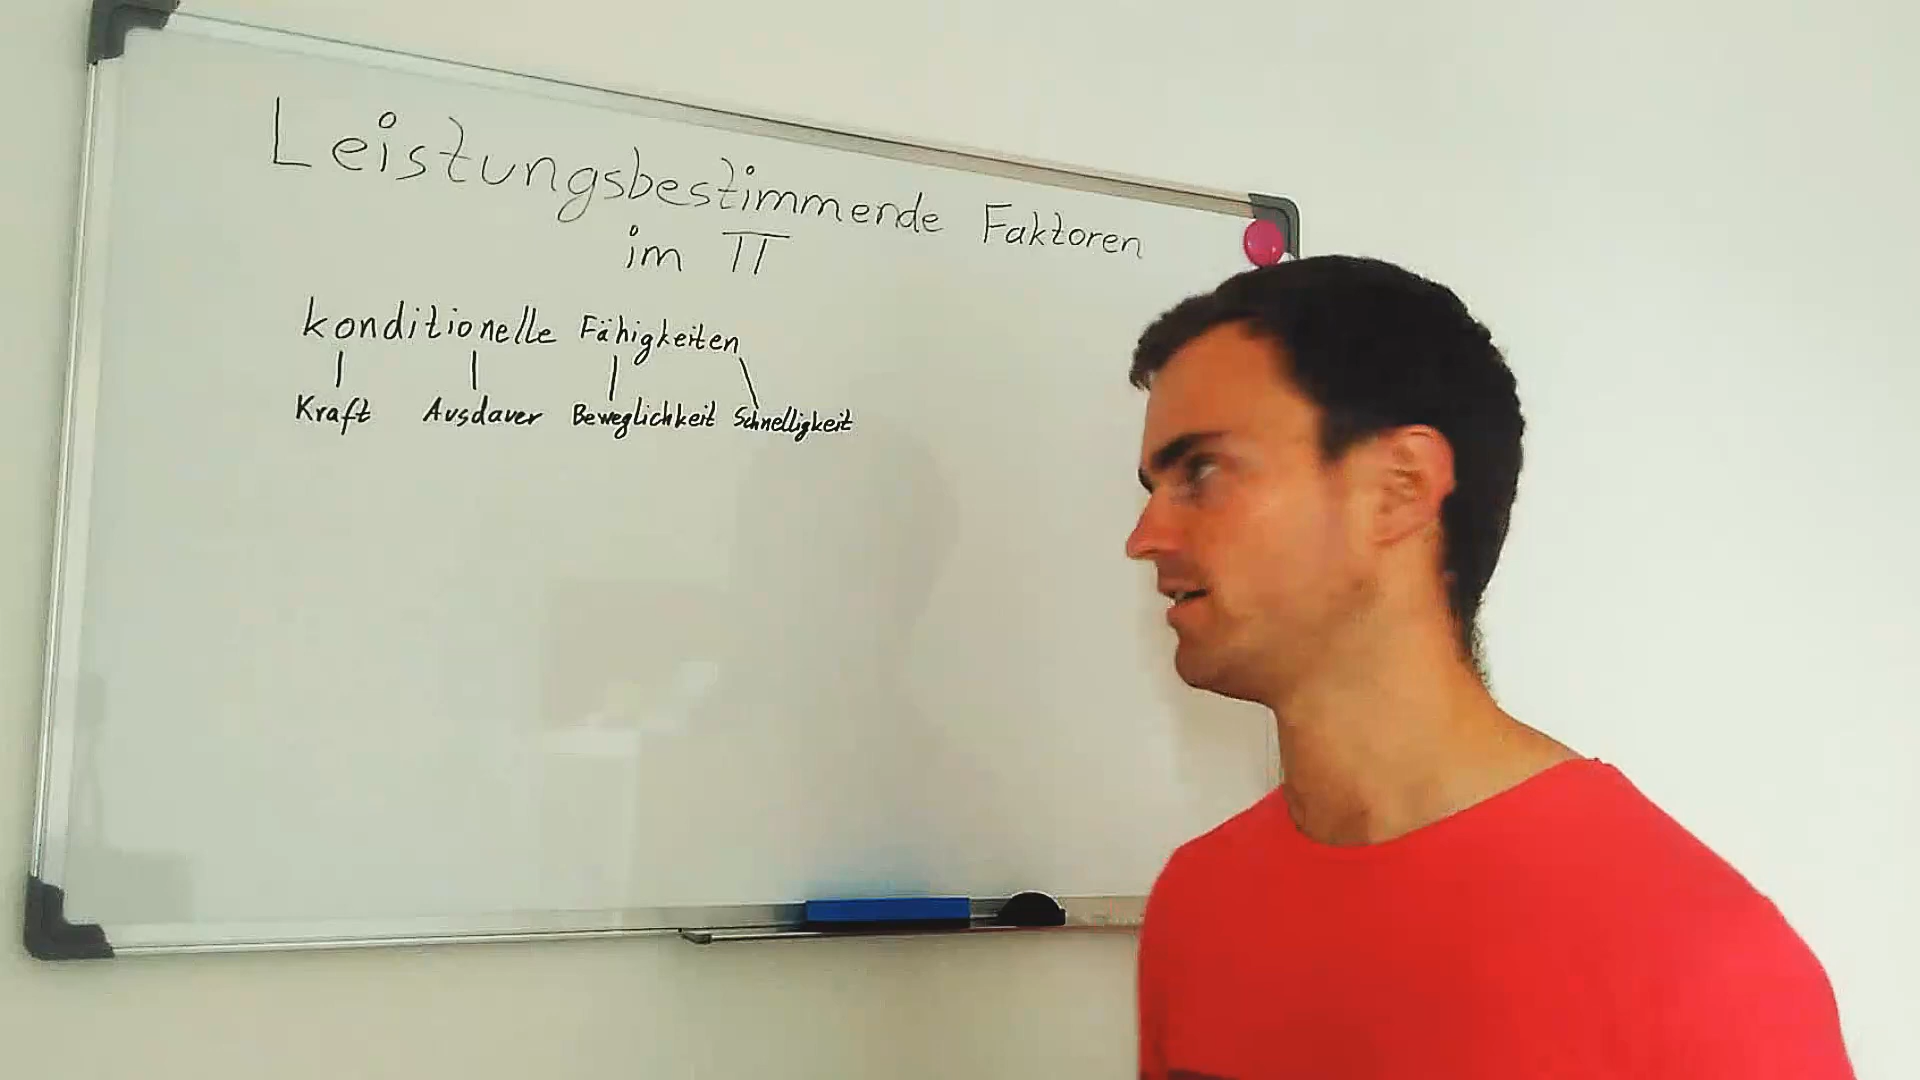 Leistungsbestimmende Faktoren
im TT
konditionelle Fähigkeiten
Kraft Ausdauer Beweglichkeit Schnelligkeit